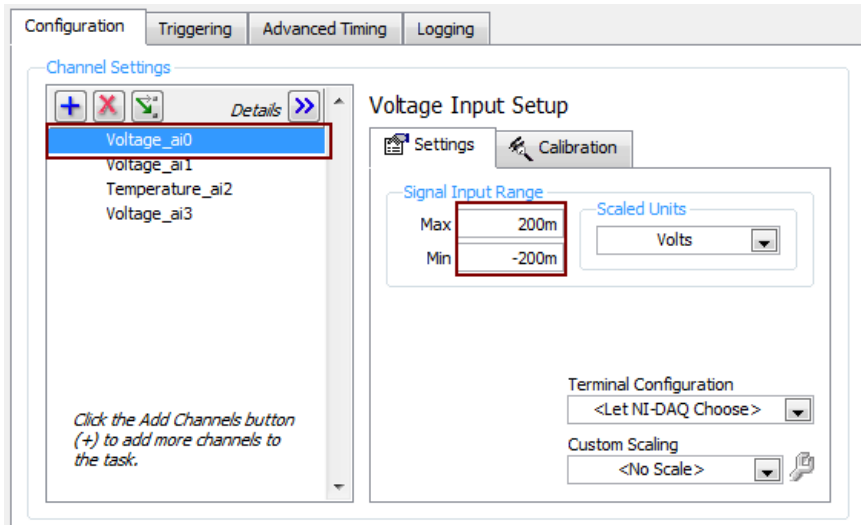 Configuration Triggering Advanced Timing Logging
Channel Settings
Details
Voltage_ai0
Voltage_ai1
Temperature_ai2
Voltage_ai3
Click the Add Channels button
(+) to add more channels to
the task.
Voltage Input Setup
Settings Calibration
Signal Input Range
Max 200m
Min -200m
Scaled Units
Volts
Terminal Configuration
<Let NI-DAQ Choose>
Custom Scaling
<No Scale>